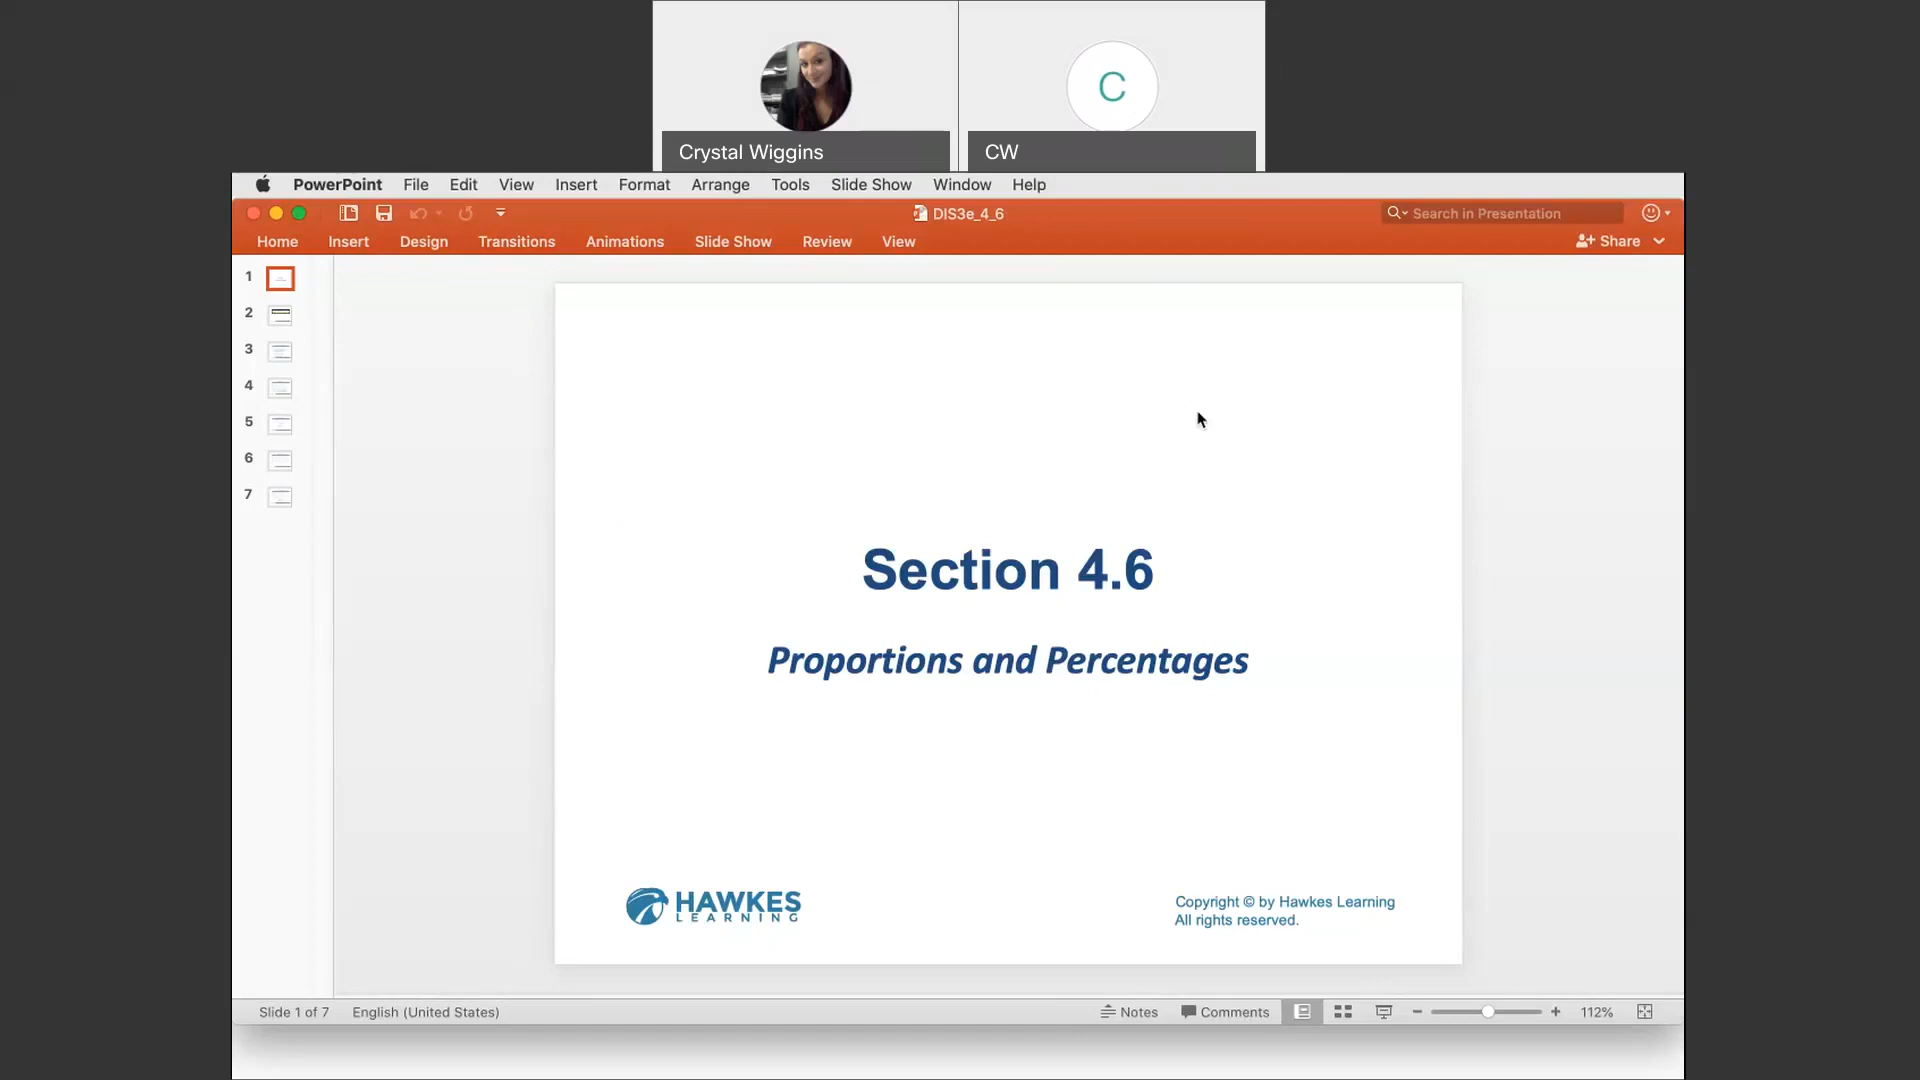 C
Crystal Wiggins
CW
PowerPoint File Edit View Insert Format Arrange Tools Slide Show Window Help
DIS3e_4_6
Search in Presentation
Home Insert Design Transitions Animations Slide Show Review View
Share
1
2
3
4
5
6
7
Section 4.6
Proportions and Percentages
HAWKES
LEARNING
Copyright © by Hawkes Learning
All rights reserved.
Slide 1 of 7 English (United States)
Notes Comments 112%